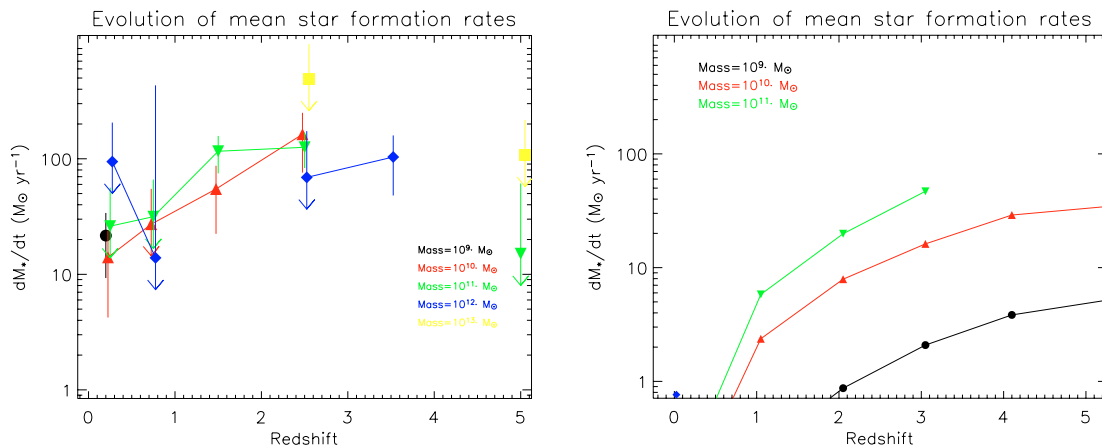 Evolution of mean star formation rates
dM⁎/dt (M⊙ yr⁻¹)
100
10
1
Mass=10⁹· M⊙
Mass=10¹⁰· M⊙
Mass=10¹¹· M⊙
Mass=10¹²· M⊙
0 1 2 3 4 5
Redshift
Evolution of mean star formation rates
dM⁎/dt (M⊙ yr⁻¹)
100
10
1
Mass=10⁹· M⊙
Mass=10¹⁰· M⊙
Mass=10¹¹· M⊙
0 1 2 3 4 5
Redshift